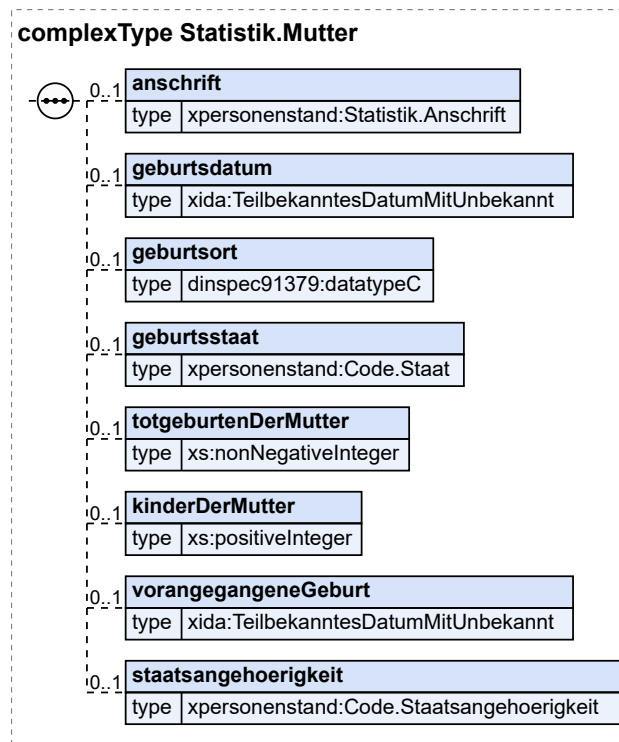 complexType Statistik.Mutter
0..1 anschrift
type xpersonenstand:Statistik.Anschrift
0..1 geburtsdatum
type xida:TeilbekanntesDatumMitUnbekannt
0..1 geburtsort
type dinspec91379:datatypeC
0..1 geburtsstaat
type xpersonenstand:Code.Staat
0..1 totgeburtenDerMutter
type xs:nonNegativeInteger
0..1 kinderDerMutter
type xs:positiveInteger
0..1 vorangegangeneGeburt
type xida:TeilbekanntesDatumMitUnbekannt
0..1 staatsangehoerigkeit
type xpersonenstand:Code.Staatsangehoerigkeit